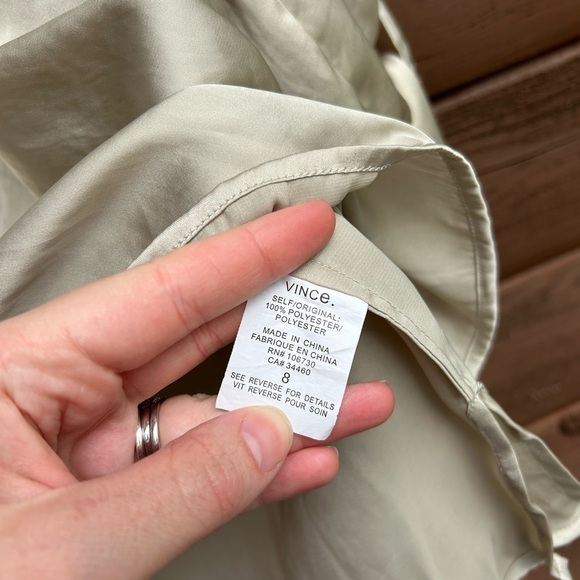 VINCE.
SELF/ORIGINAL:
100% POLYESTER/
POLYESTER
MADE IN CHINA
FABRIQUE EN CHINA
RN# 106730
CA# 34460
8
SEE REVERSE FOR DETAILS
VIT REVERSE POUR SOIN